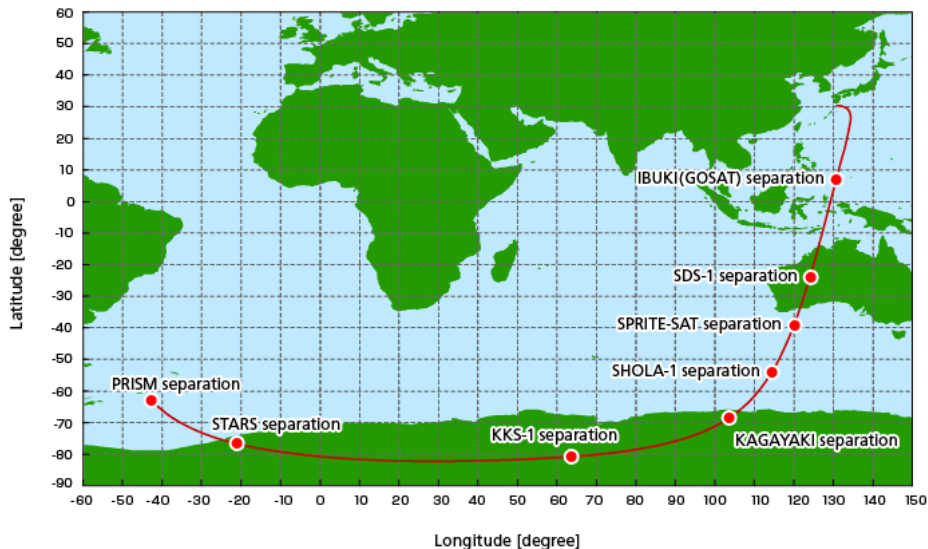 60
50
40
30
20
10
0
-10
-20
-30
-40
-50
-60
-70
-80
-90
Latitude [degree]
IBUKI(GOSAT) separation
SDS-1 separation
SPRITE-SAT separation
SHOLA-1 separation
PRISM separation
STARS separation
KKS-1 separation
KAGAYAKI separation
-60 -50 -40 -30 -20 -10 0 10 20 30 40 50 60 70 80 90 100 110 120 130 140 150
Longitude [degree]